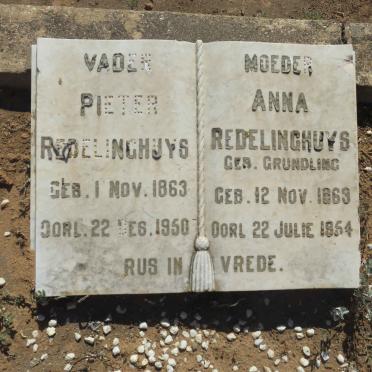 VADER
PIETER
REDELINGHUYS
GEB. 1 NOV. 1863
OORL. 22 DES. 1950
MOEDER
ANNA
REDELINGHUYS
GEB. GRUNDLING
GEB. 12 NOV. 1863
OORL 22 JULIE 1954
RUS IN VREDE.